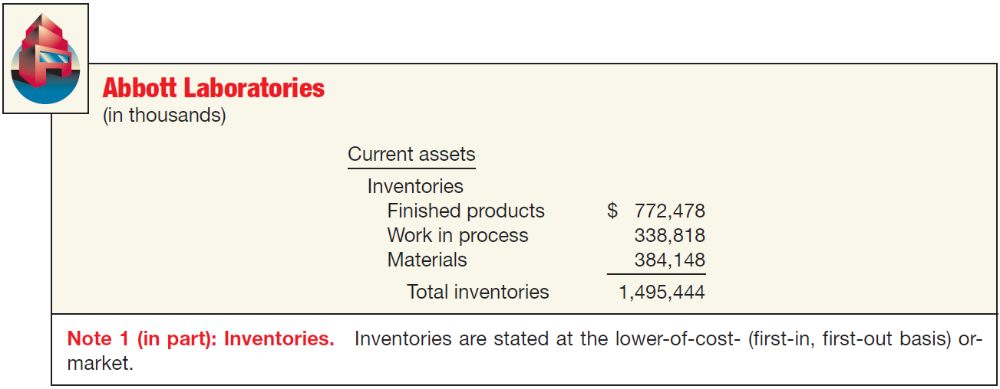 Abbott Laboratories
(in thousands)
Current assets
Inventories
Finished products $ 772,478
Work in process 338,818
Materials 384,148
Total inventories 1,495,444
Note 1 (in part): Inventories. Inventories are stated at the lower-of-cost- (first-in, first-out basis) or-
market.